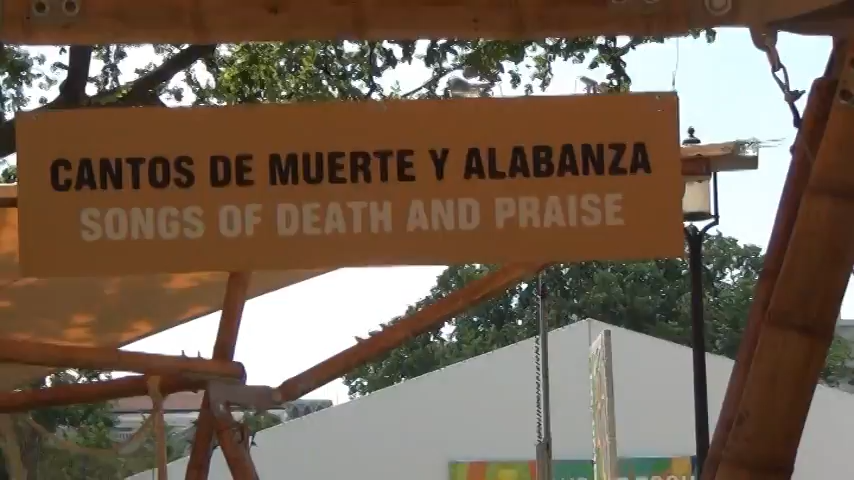 CANTOS DE MUERTE Y ALABANZA
SONGS OF DEATH AND PRAISE